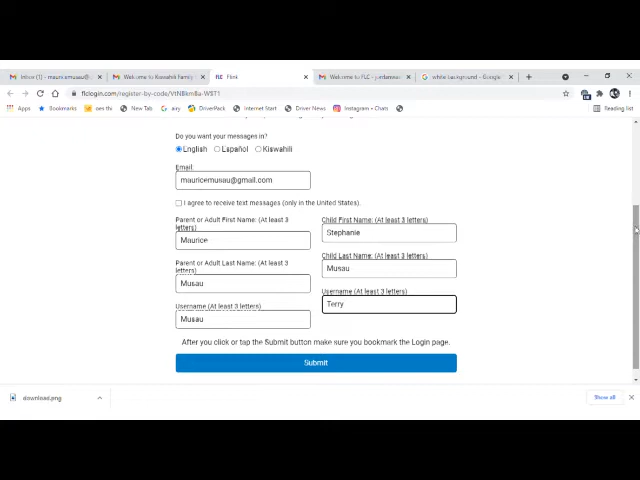 Inbox (1) - mauricemusau@g
Welcome to Kiswahili Family
Flink
Welcome to FLC - yunitamusa
white background - Google
flclogin.com/register-by-code/VtNBkm8a-WST1
Reading list
Apps
Bookmarks
airy
DriverPack
Internet Start
Driver News
Instagram • Chats
Do you want your messages in?
English
Español
Kiswahili
Email:
mauricemusau@gmail.com
I agree to receive text messages (only in the United States).
Parent or Adult First Name: (At least 3 letters)
Maurice
Child First Name: (At least 3 letters)
Stephanie
Parent or Adult Last Name: (At least 3 letters)
Musau
Child Last Name: (At least 3 letters)
Musau
Username (At least 3 letters)
Musau
Username (At least 3 letters)
Terry
After you click or tap the Submit button make sure you bookmark the Login page.
Submit
download.png
Show all